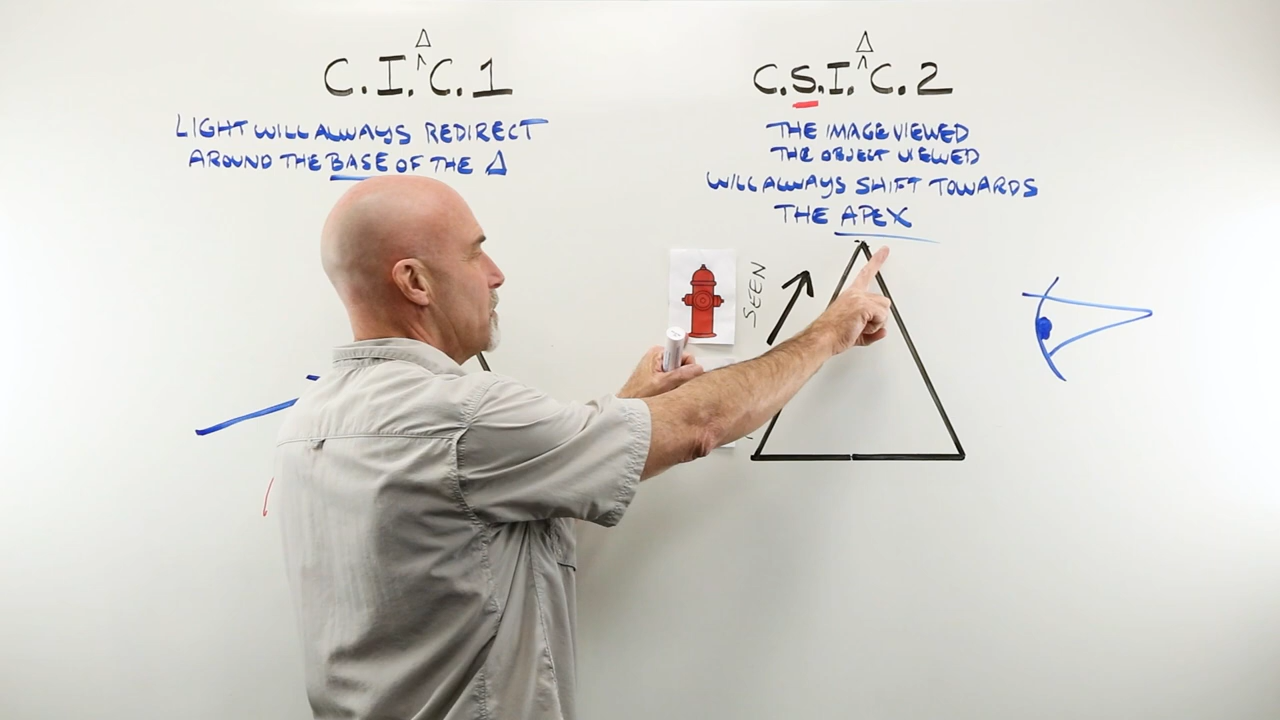 C.I.^Δ C.1
LIGHT WILL ALWAYS REDIRECT
AROUND THE BASE OF THE Δ
C.S.I.^Δ C.2
THE IMAGE VIEWED
THE OBJECT VIEWED
WILL ALWAYS SHIFT TOWARDS
THE APEX
SEEN